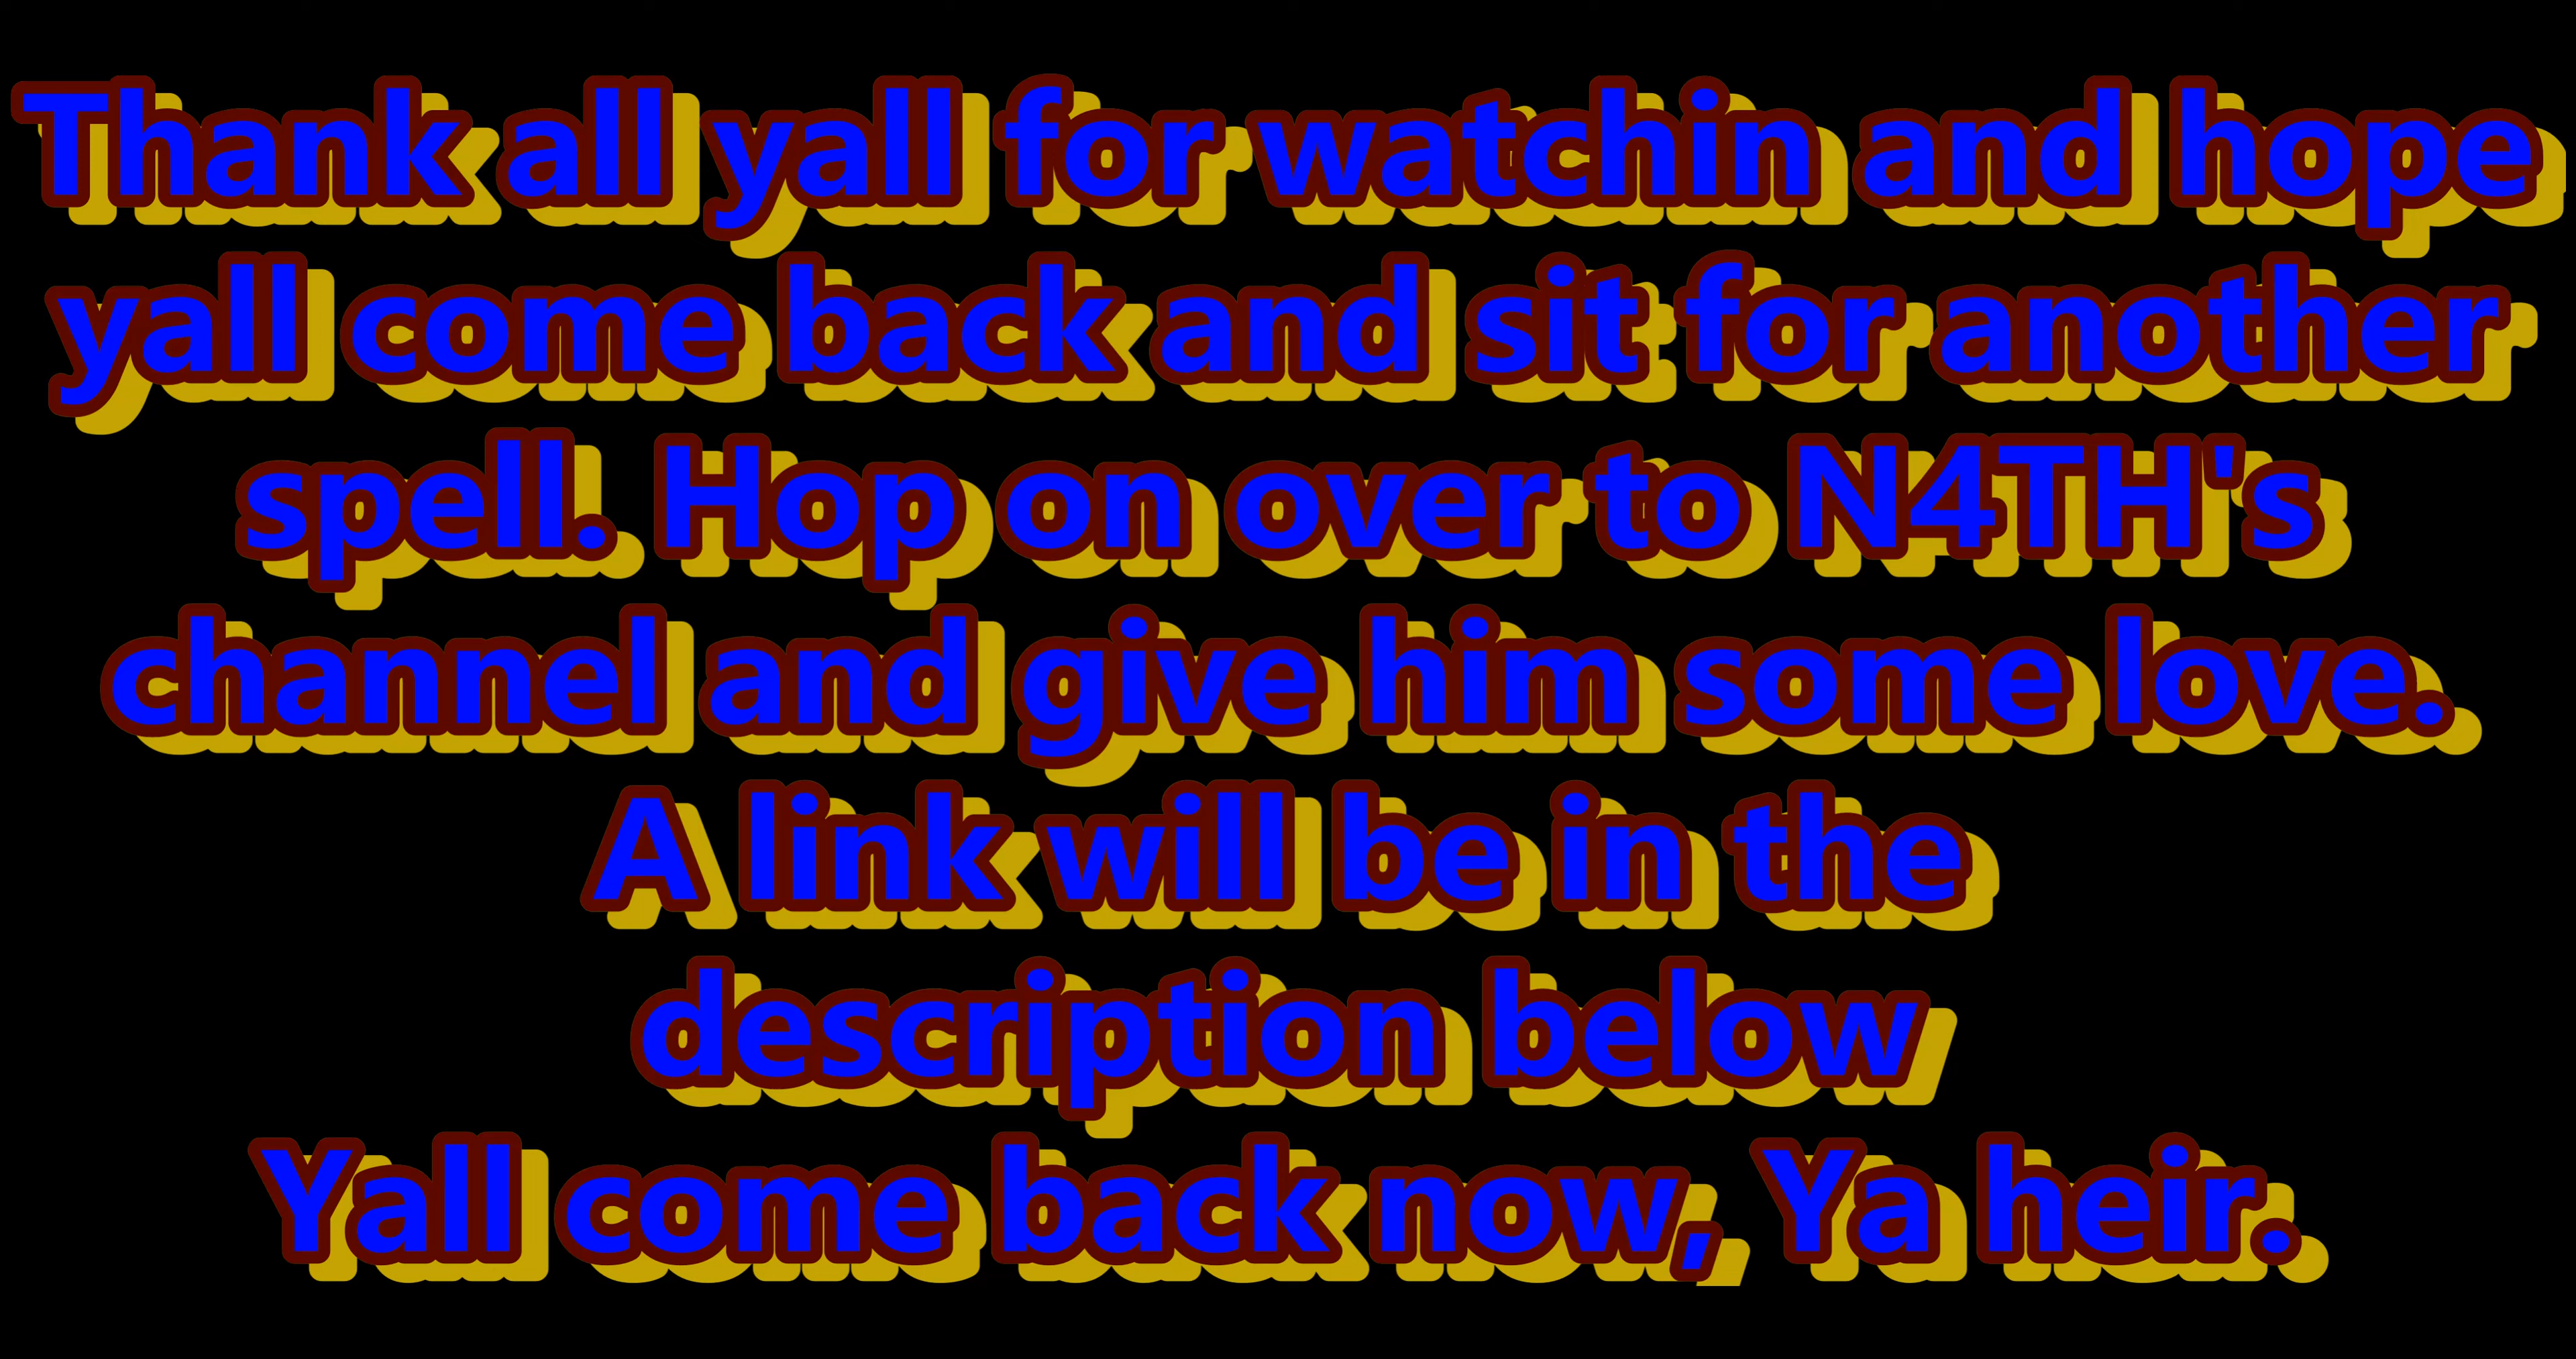 Thank all yall for watchin and hope
yall come back and sit for another
spell. Hop on over to N4TH's
channel and give him some love.
A link will be in the
description below
Yall come back now, Ya heir.